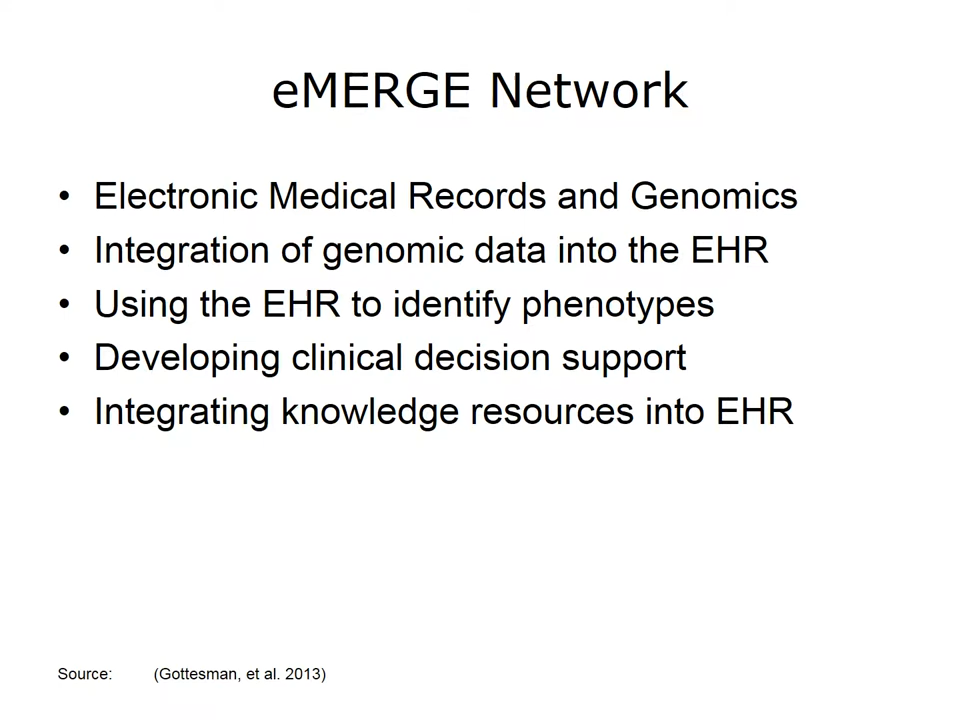 eMERGE Network
• Electronic Medical Records and Genomics
• Integration of genomic data into the EHR
• Using the EHR to identify phenotypes
• Developing clinical decision support
• Integrating knowledge resources into EHR
Source: (Gottesman, et al. 2013)